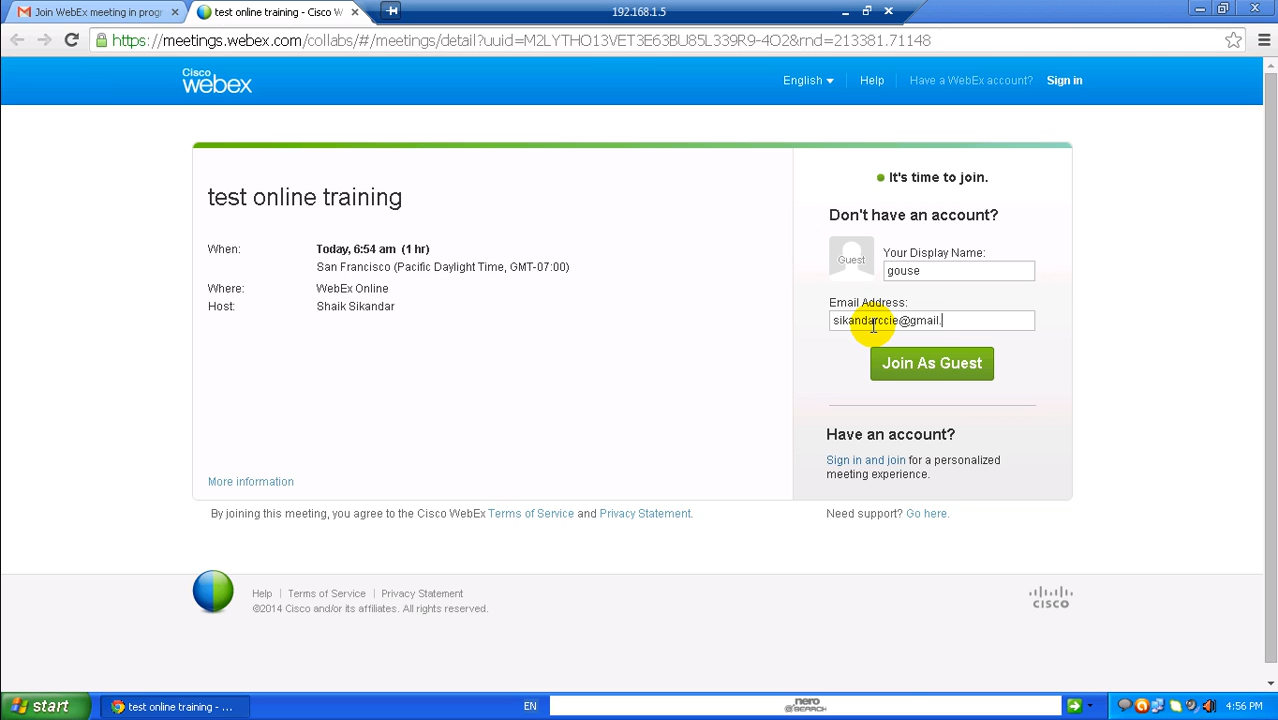 Join WebEx meeting in progr
test online training - Cisco W
192.168.1.5
https://meetings.webex.com/collabs/#/meetings/detail?uuid=M2LYTHO13VET3E63BU85L339R9-4O2&rnd=213381.71148
Cisco
webex
English
Help
Have a WebEx account?
Sign in
test online training
When:
Today, 6:54 am (1 hr)
San Francisco (Pacific Daylight Time, GMT-07:00)
Where:
WebEx Online
Host:
Shaik Sikandar
More information
It's time to join.
Don't have an account?
Guest
Your Display Name:
gouse
Email Address:
sikandarccie@gmail.
Join As Guest
Have an account?
Sign in and join for a personalized
meeting experience.
By joining this meeting, you agree to the Cisco WebEx Terms of Service and Privacy Statement.
Need support? Go here.
Help | Terms of Service | Privacy Statement
©2014 Cisco and/or its affiliates. All rights reserved.
CISCO
start
test online training - ...
EN
nero
@SEARCH
4:56 PM